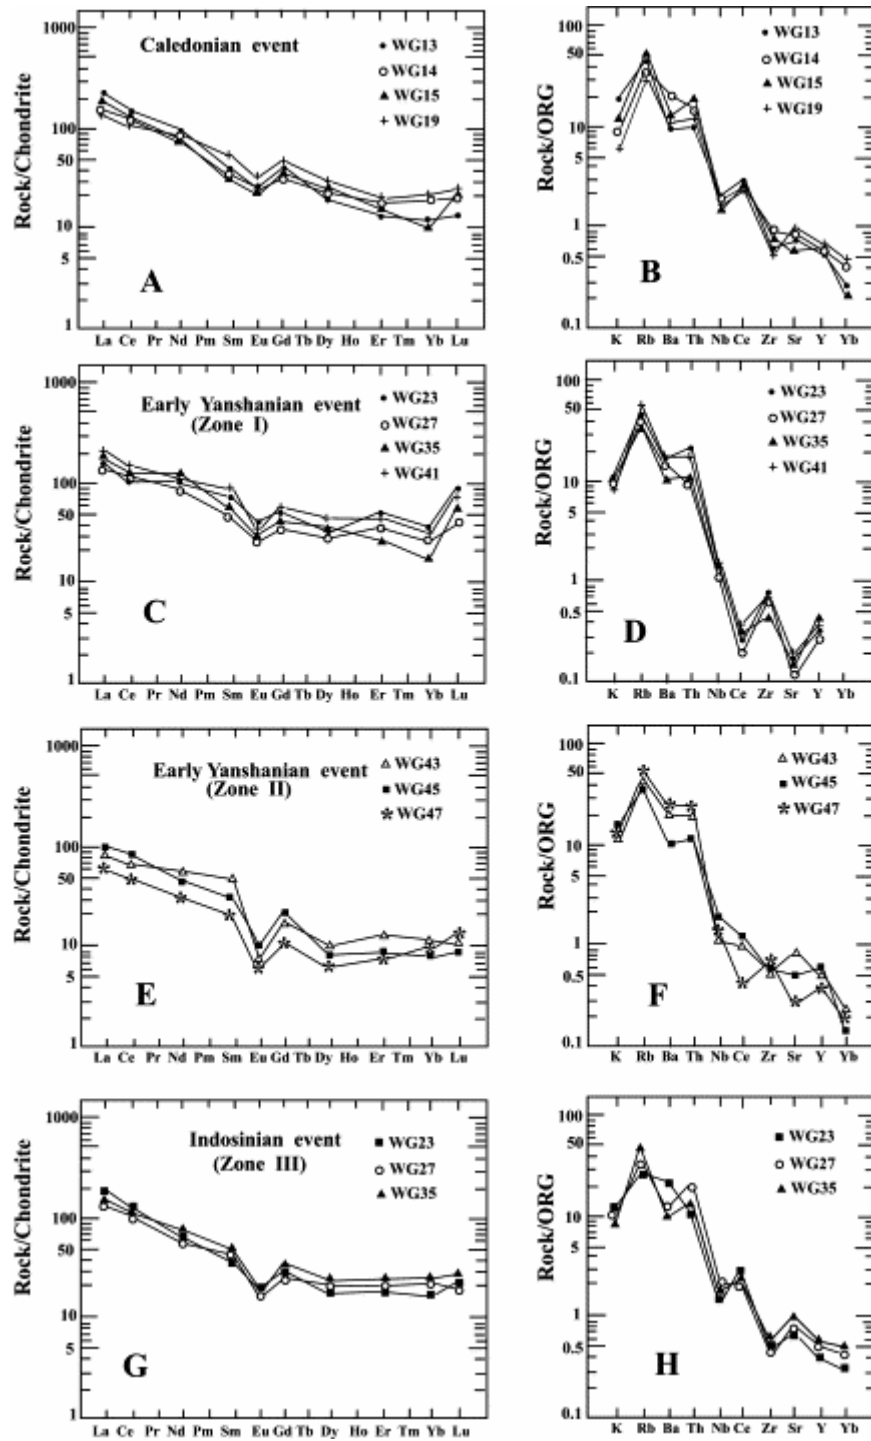 Rock/Chondrite
1000
100
50
10
5
1
Caledonian event
WG13
WG14
WG15
WG19
A
La Ce Pr Nd Pm Sm Eu Gd Tb Dy Ho Er Tm Yb Lu
Rock/ORG
100
50
10
5
1
0.5
0.1
WG13
WG14
WG15
WG19
B
K Rb Ba Th Nb Ce Zr Sr Y Yb
Rock/Chondrite
1000
100
50
10
5
1
Early Yanshanian event
(Zone I)
WG23
WG27
WG35
WG41
C
La Ce Pr Nd Pm Sm Eu Gd Tb Dy Ho Er Tm Yb Lu
Rock/ORG
100
50
10
5
1
0.5
0.1
WG23
WG27
WG35
WG41
D
K Rb Ba Th Nb Ce Zr Sr Y Yb
Rock/Chondrite
1000
100
50
10
5
1
Early Yanshanian event
(Zone II)
WG43
WG45
WG47
E
La Ce Pr Nd Pm Sm Eu Gd Tb Dy Ho Er Tm Yb Lu
Rock/ORG
100
50
10
5
1
0.5
0.1
WG43
WG45
WG47
F
K Rb Ba Th Nb Ce Zr Sr Y Yb
Rock/Chondrite
1000
100
50
10
5
1
Indosinian event
(Zone III)
WG23
WG27
WG35
G
La Ce Pr Nd Pm Sm Eu Gd Tb Dy Ho Er Tm Yb Lu
Rock/ORG
100
50
10
5
1
0.5
0.1
WG23
WG27
WG35
H
K Rb Ba Th Nb Ce Zr Sr Y Yb